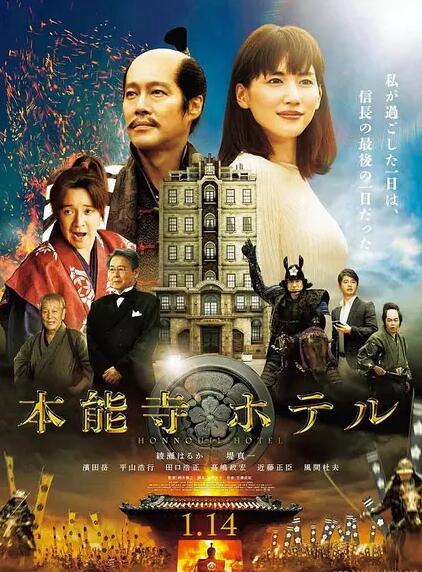 私が過ごした一日は、
信長の最後の一日だった。
本能寺ホテル
HONNOUJI HOTEL
綾瀬はるか 堤真一
濱田岳 平山浩行 田口浩正 高嶋政宏 近藤正臣 風間杜夫
1.14